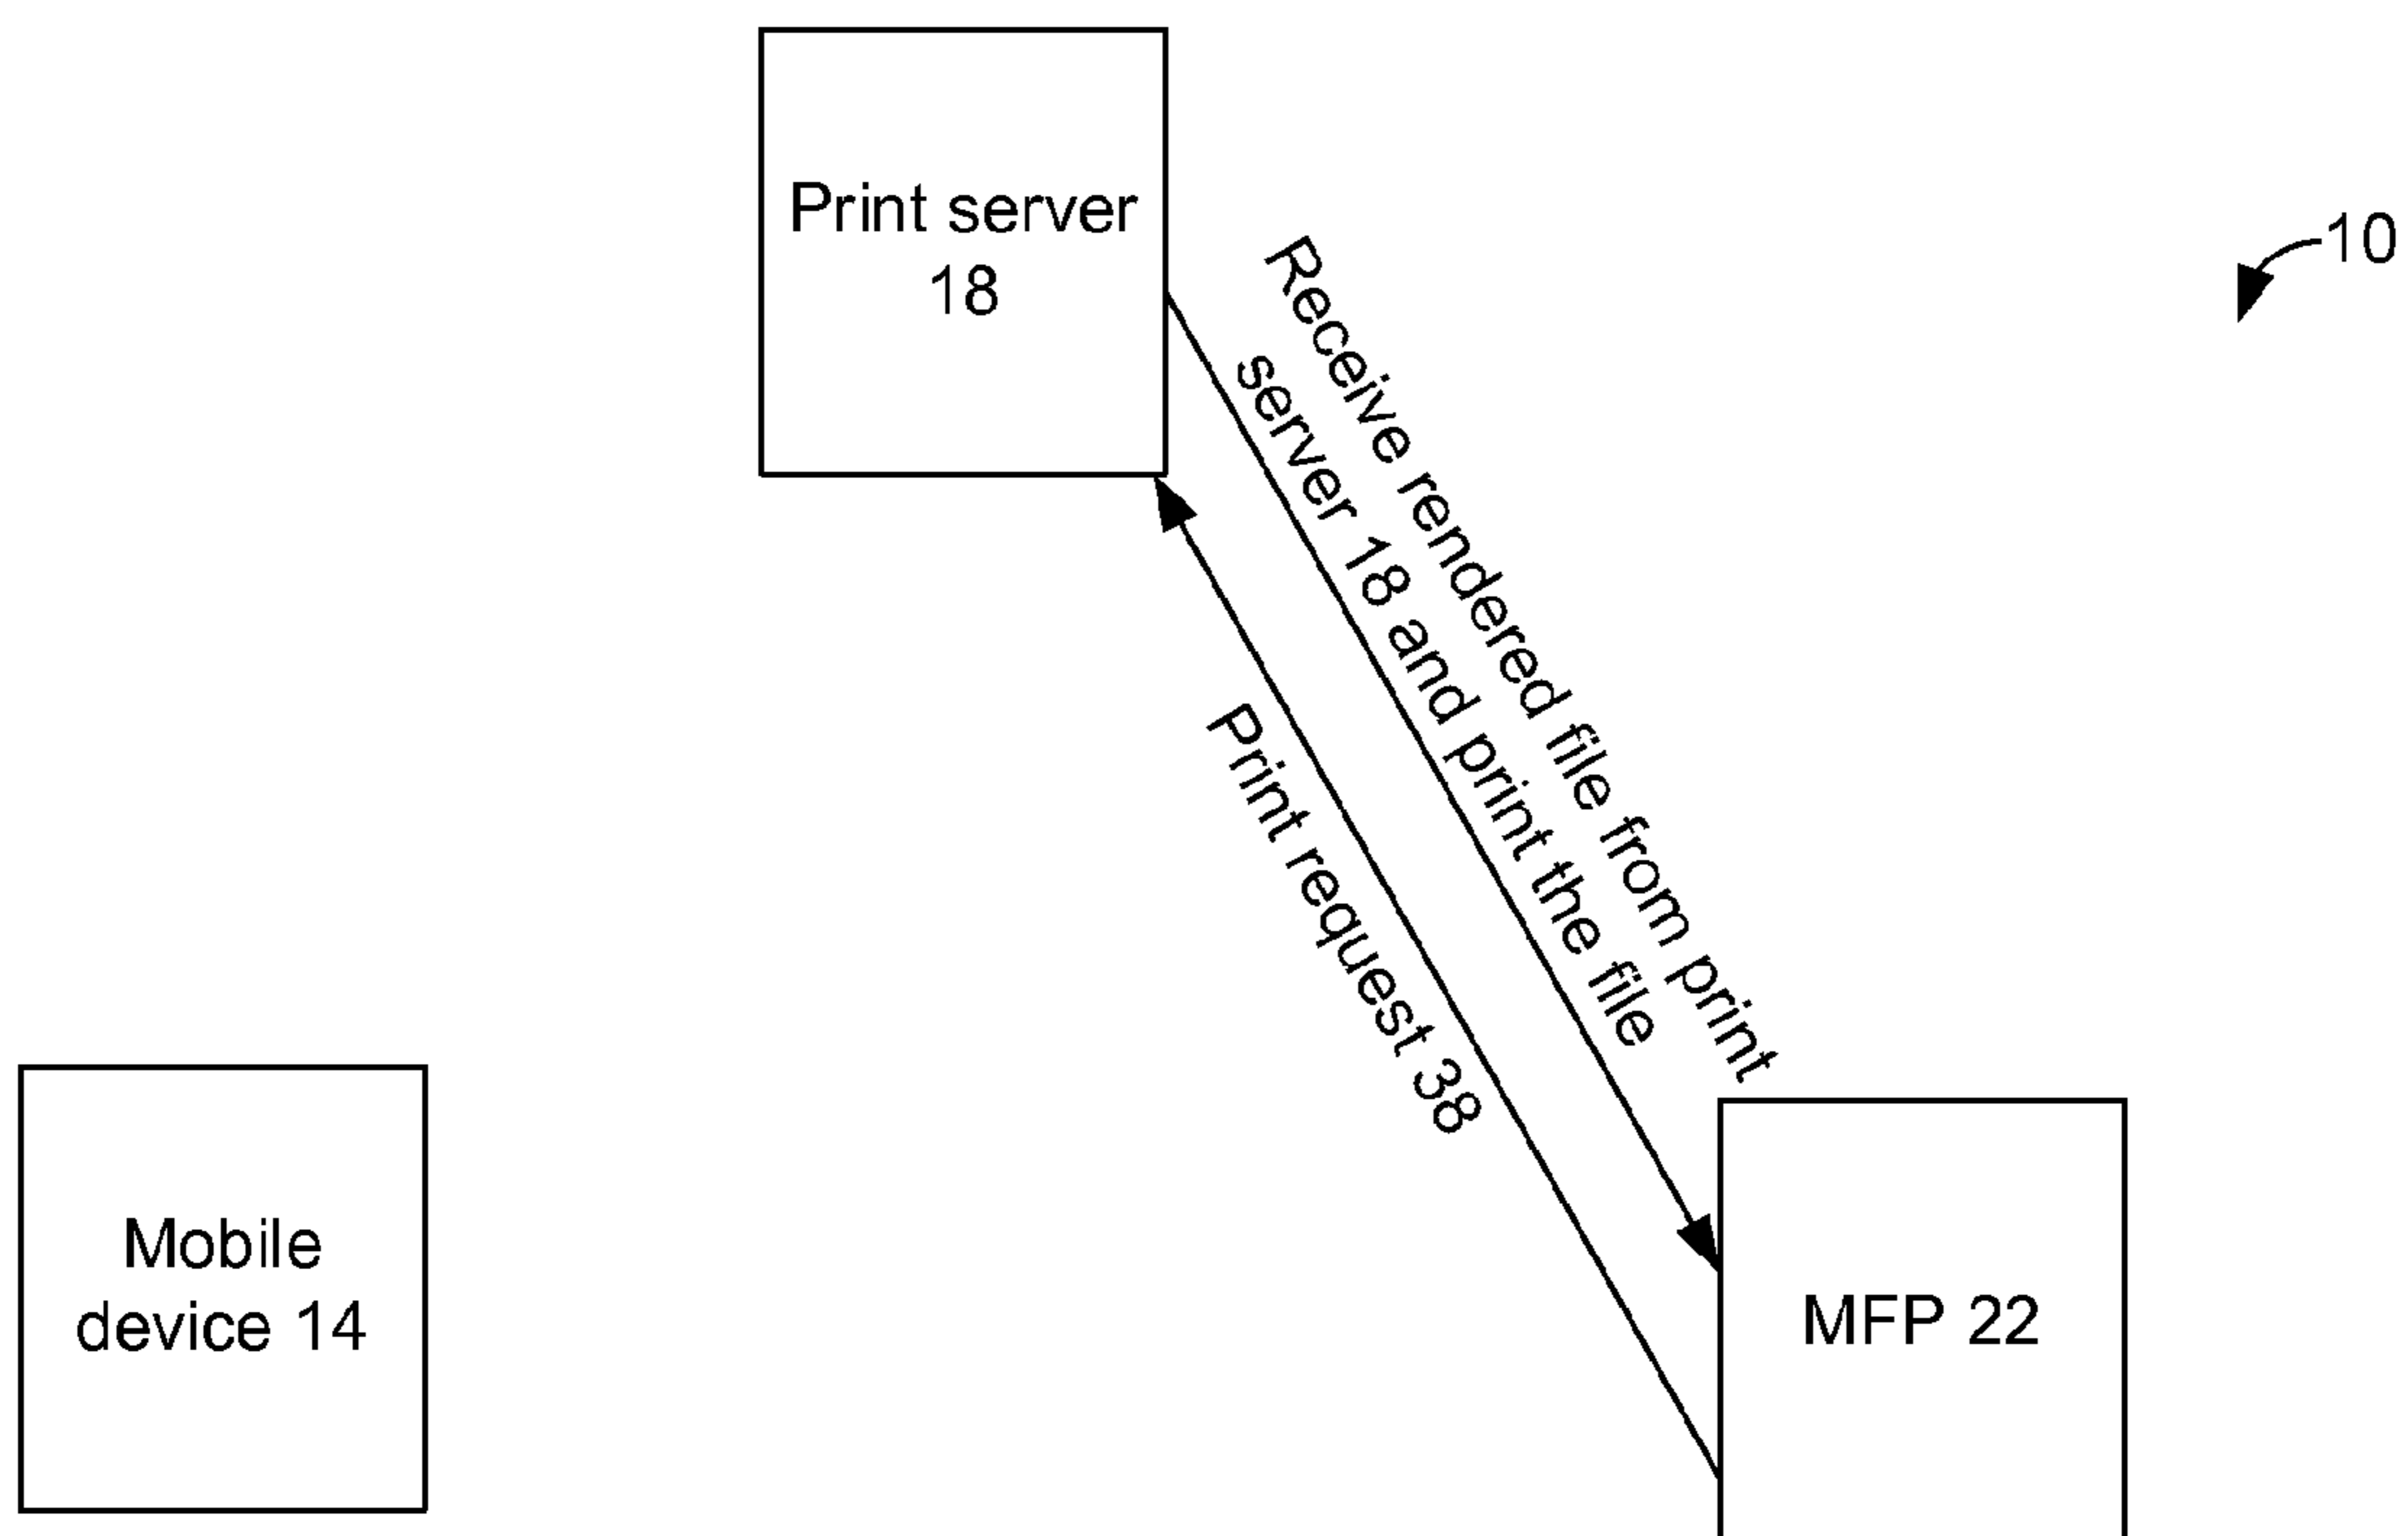 Print server
18
10
Receive rendered file from print
server 18 and print the file
Print request 38
Mobile
device 14
MFP 22